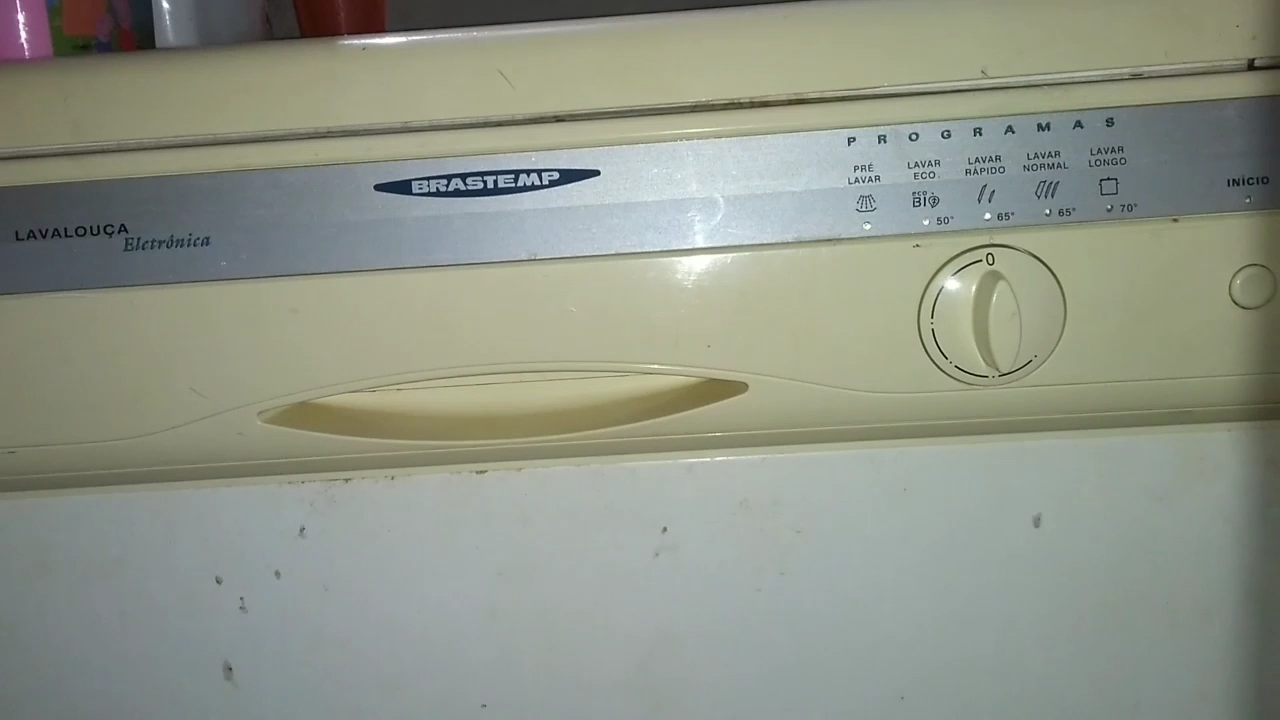 LAVALOUÇA
Eletrônica
BRASTEMP
PROGRAMAS
PRÉ
LAVAR
LAVAR
ECO
eco
BIO
50°
LAVAR
RÁPIDO
65°
LAVAR
NORMAL
65°
LAVAR
LONGO
70°
INÍCIO
0